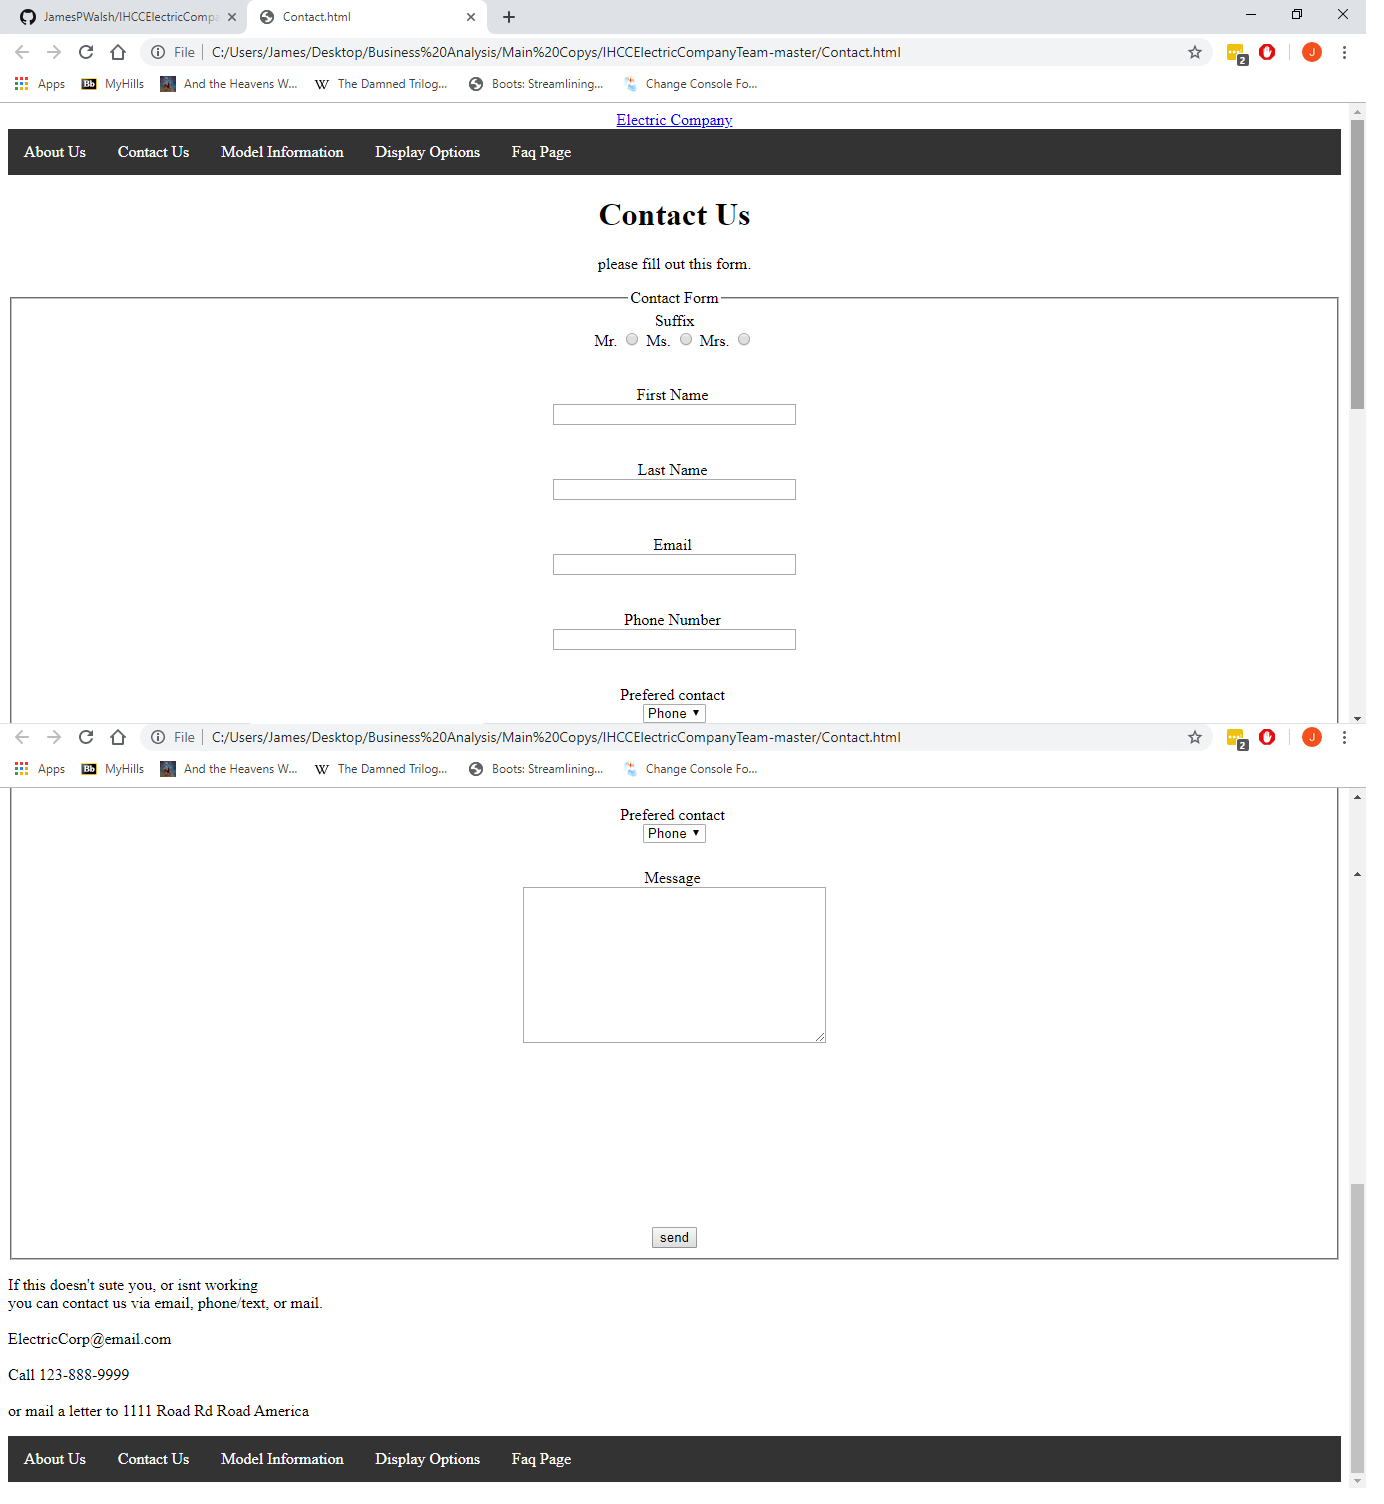 JamesPWalsh/IHCCElectricCompa
Contact.html
File C:/Users/James/Desktop/Business%20Analysis/Main%20Copys/IHCCElectricCompanyTeam-master/Contact.html
2
J
Apps Bb MyHills And the Heavens W... W The Damned Trilog... Boots: Streamlining... Change Console Fo...
Electric Company
About Us Contact Us Model Information Display Options Faq Page
Contact Us
please fill out this form.
Contact Form
Suffix
Mr. Ms. Mrs.
First Name
Last Name
Email
Phone Number
Prefered contact
Phone
File C:/Users/James/Desktop/Business%20Analysis/Main%20Copys/IHCCElectricCompanyTeam-master/Contact.html
2
J
Apps Bb MyHills And the Heavens W... W The Damned Trilog... Boots: Streamlining... Change Console Fo...
Prefered contact
Phone
Message
send
If this doesn't sute you, or isnt working
you can contact us via email, phone/text, or mail.
ElectricCorp@email.com
Call 123-888-9999
or mail a letter to 1111 Road Rd Road America
About Us Contact Us Model Information Display Options Faq Page